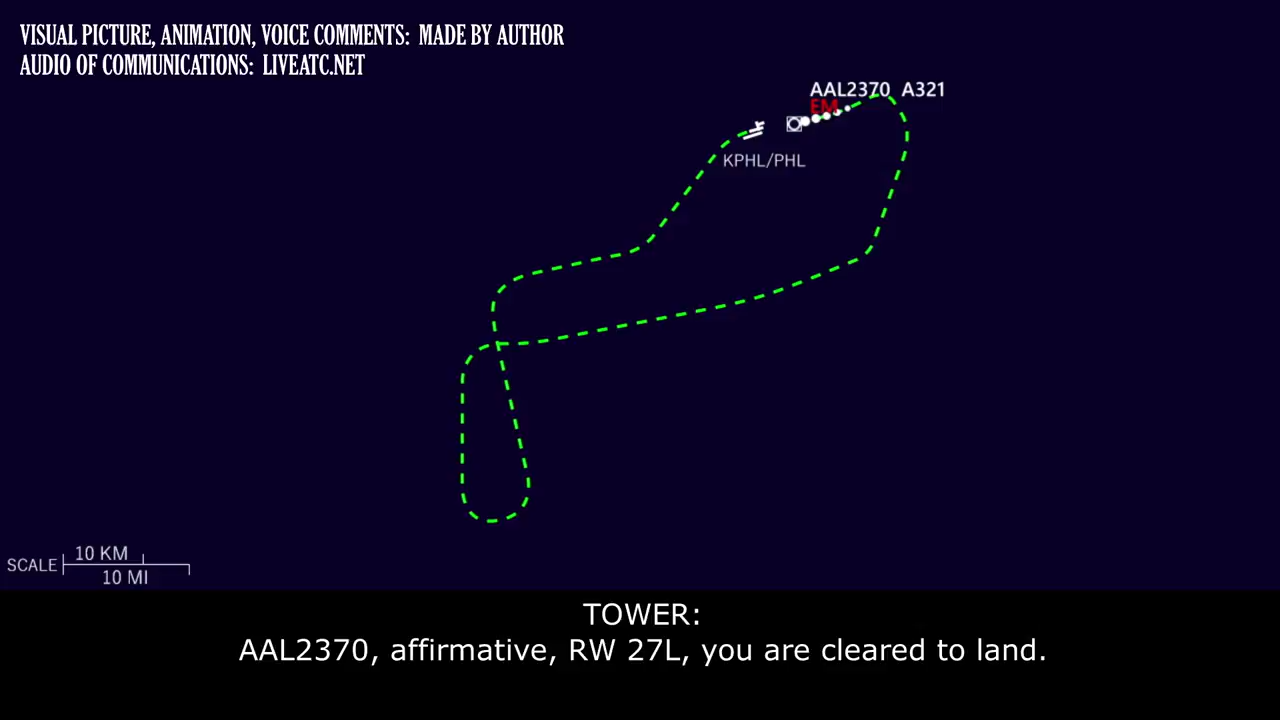 VISUAL PICTURE, ANIMATION, VOICE COMMENTS: MADE BY AUTHOR
AUDIO OF COMMUNICATIONS: LIVEATC.NET
AAL2370 A321
EM
KPHL/PHL
10 KM
SCALE
10 MI
TOWER:
AAL2370, affirmative, RW 27L, you are cleared to land.